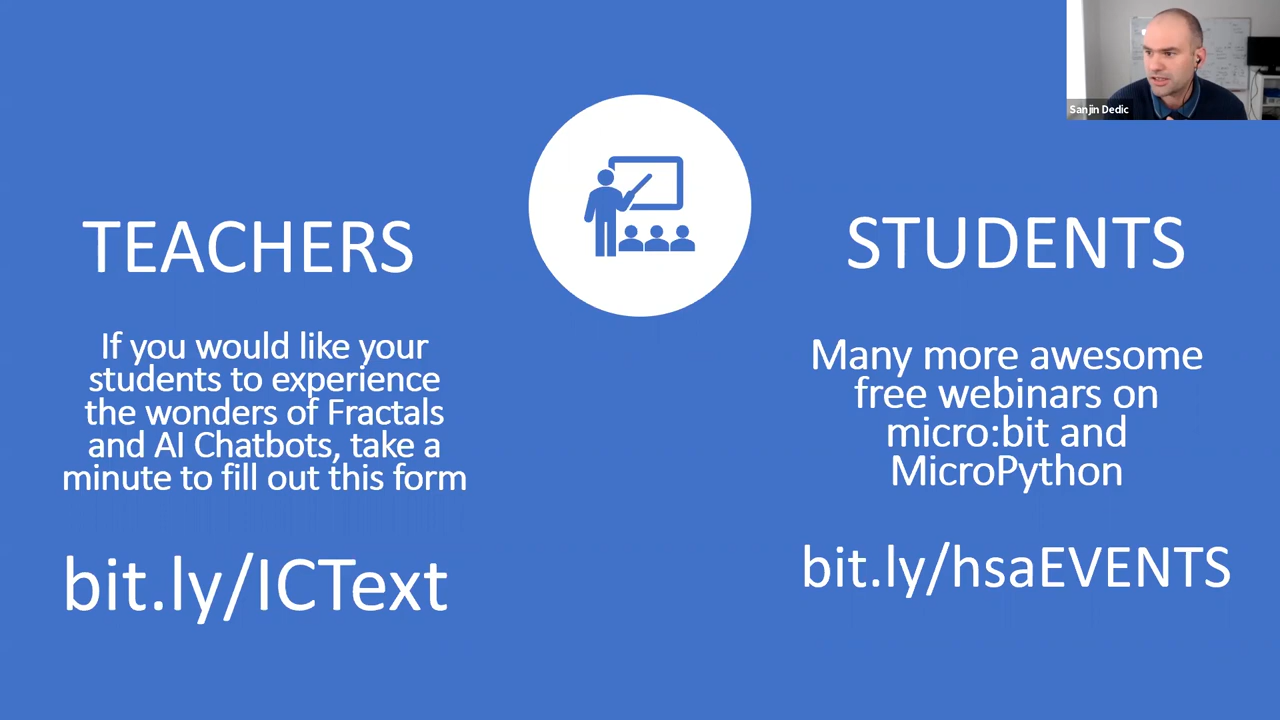 Sanjin Dedic
TEACHERS
If you would like your
students to experience
the wonders of Fractals
and AI Chatbots, take a
minute to fill out this form
bit.ly/ICText
STUDENTS
Many more awesome
free webinars on
micro:bit and
MicroPython
bit.ly/hsaEVENTS